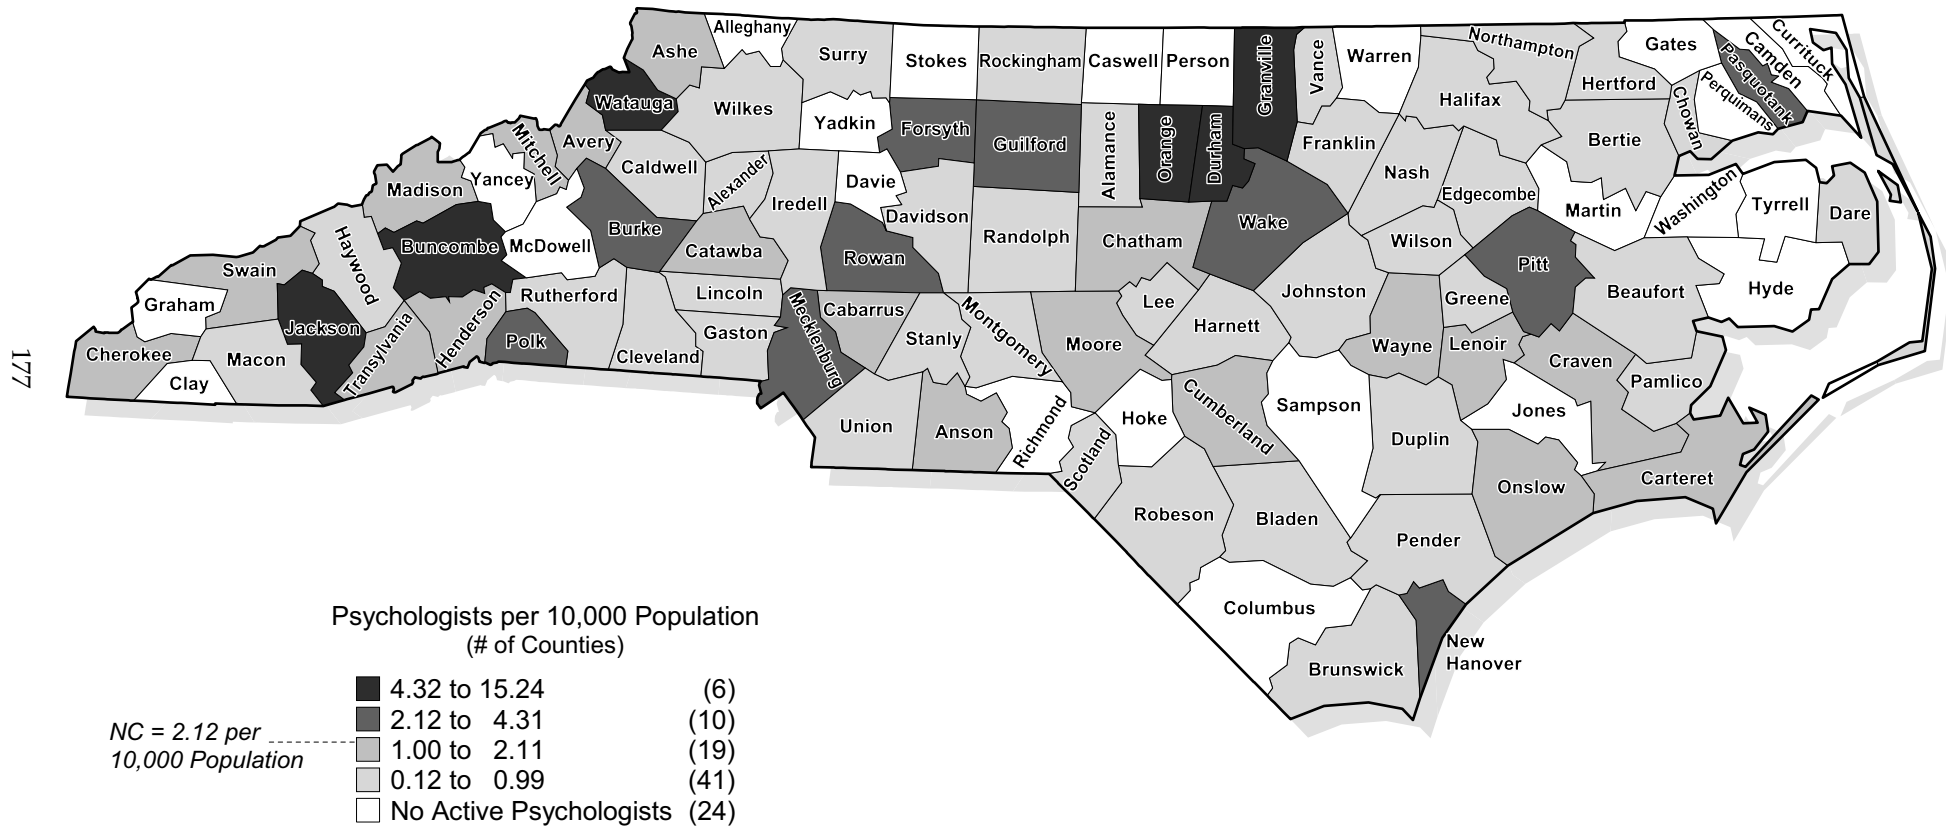 Alleghany
Ashe
Surry
Stokes
Rockingham
Caswell
Person
Granville
Vance
Warren
Northampton
Gates
Currituck
Camden
Pasquotank
Perquimans
Hertford
Chowan
Halifax
Bertie
Watauga
Wilkes
Yadkin
Forsyth
Guilford
Alamance
Orange
Durham
Franklin
Mitchell
Avery
Caldwell
Alexander
Iredell
Davie
Davidson
Nash
Edgecombe
Martin
Washington
Tyrrell
Dare
Madison
Yancey
Burke
Catawba
Rowan
Randolph
Chatham
Wake
Wilson
Pitt
Beaufort
Hyde
Haywood
Buncombe
McDowell
Swain
Graham
Jackson
Rutherford
Lincoln
Gaston
Mecklenburg
Cabarrus
Stanly
Montgomery
Moore
Lee
Harnett
Johnston
Greene
Wayne
Lenoir
Craven
Pamlico
Cherokee
Clay
Macon
Transylvania
Henderson
Polk
Cleveland
Union
Anson
Richmond
Scotland
Hoke
Cumberland
Sampson
Duplin
Jones
Onslow
Carteret
Robeson
Bladen
Pender
Columbus
Brunswick
New
Hanover
177
Psychologists per 10,000 Population
(# of Counties)
4.32 to 15.24 (6)
2.12 to 4.31 (10)
1.00 to 2.11 (19)
0.12 to 0.99 (41)
No Active Psychologists (24)
NC = 2.12 per
10,000 Population